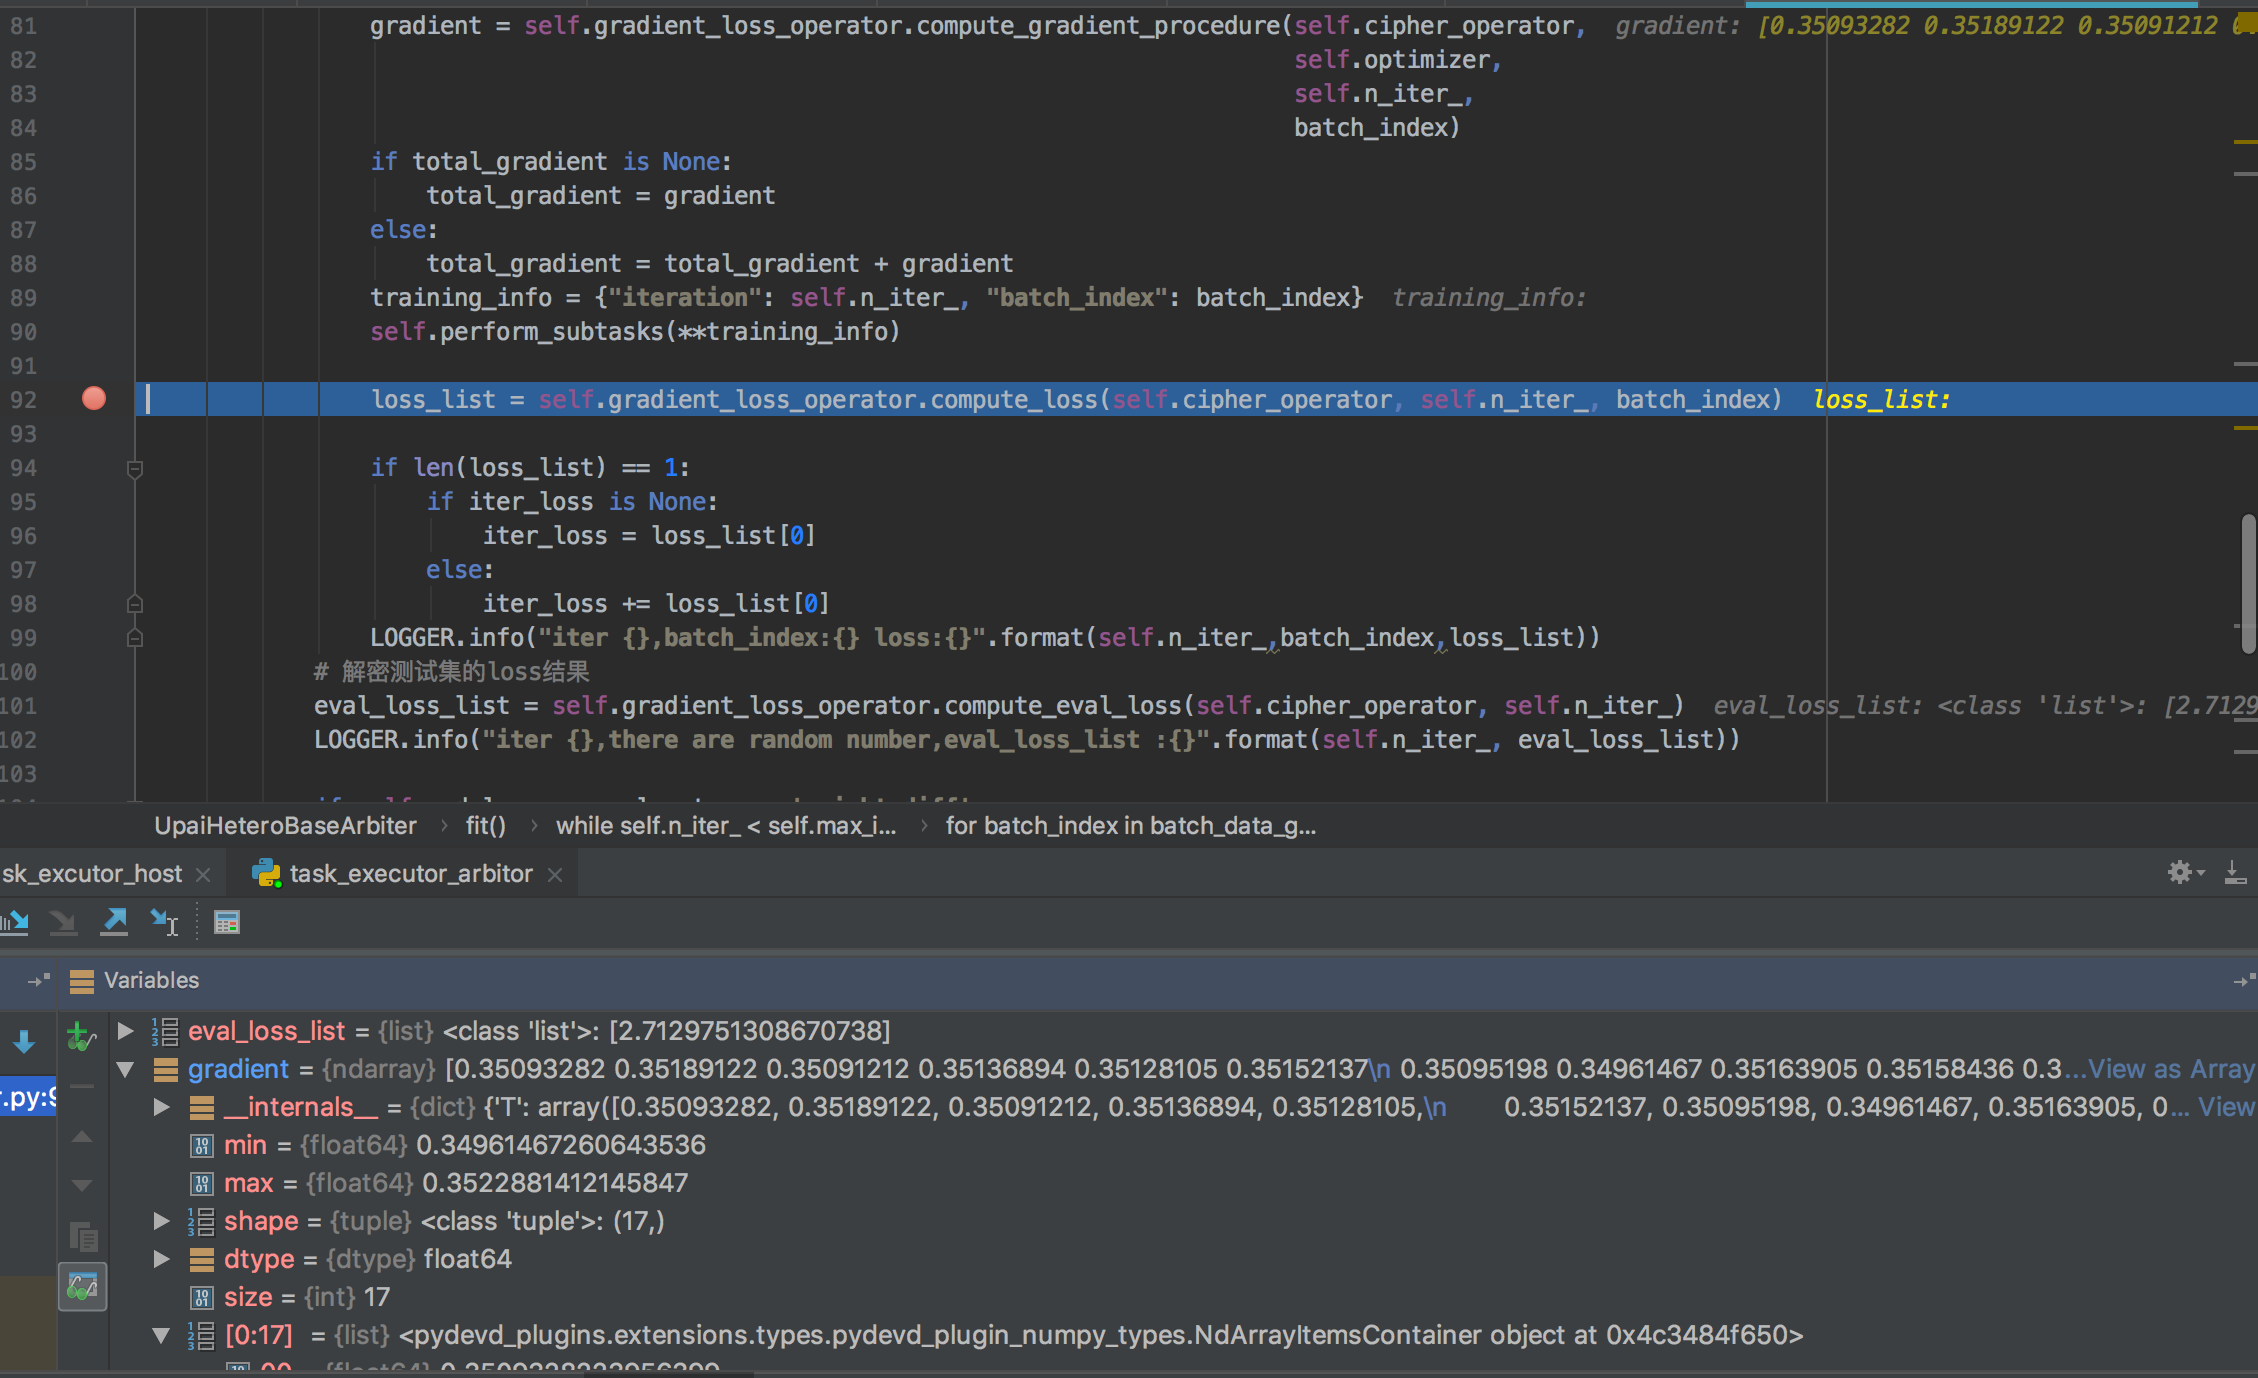 81 gradient = self.gradient_loss_operator.compute_gradient_procedure(self.cipher_operator, gradient: [0.35093282 0.35189122 0.35091212
82 self.optimizer,
83 self.n_iter_,
84 batch_index)
85 if total_gradient is None:
86 total_gradient = gradient
87 else:
88 total_gradient = total_gradient + gradient
89 training_info = {"iteration": self.n_iter_, "batch_index": batch_index} training_info:
90 self.perform_subtasks(**training_info)
91
92 loss_list = self.gradient_loss_operator.compute_loss(self.cipher_operator, self.n_iter_, batch_index) loss_list:
93
94 if len(loss_list) == 1:
95 if iter_loss is None:
96 iter_loss = loss_list[0]
97 else:
98 iter_loss += loss_list[0]
99 LOGGER.info("iter {},batch_index:{} loss:{}".format(self.n_iter_,batch_index,loss_list))
100 # 解密测试集的loss结果
101 eval_loss_list = self.gradient_loss_operator.compute_eval_loss(self.cipher_operator, self.n_iter_) eval_loss_list: <class 'list'>: [2.7129
102 LOGGER.info("iter {},there are random number,eval_loss_list :{}".format(self.n_iter_, eval_loss_list))
103
UpaiHeteroBaseArbiter › fit() › while self.n_iter_ < self.max_i... › for batch_index in batch_data_g...
sk_excutor_host × task_executor_arbitor ×
Variables
eval_loss_list = {list} <class 'list'>: [2.7129751308670738]
gradient = {ndarray} [0.35093282 0.35189122 0.35091212 0.35136894 0.35128105 0.35152137\n 0.35095198 0.34961467 0.35163905 0.35158436 0.3...View as Array
.py:9
__internals__ = {dict} {'T': array([0.35093282, 0.35189122, 0.35091212, 0.35136894, 0.35128105,\n 0.35152137, 0.35095198, 0.34961467, 0.35163905, 0... View
min = {float64} 0.34961467260643536
max = {float64} 0.3522881412145847
shape = {tuple} <class 'tuple'>: (17,)
dtype = {dtype} float64
size = {int} 17
[0:17] = {list} <pydevd_plugins.extensions.types.pydevd_plugin_numpy_types.NdArrayItemsContainer object at 0x4c3484f650>